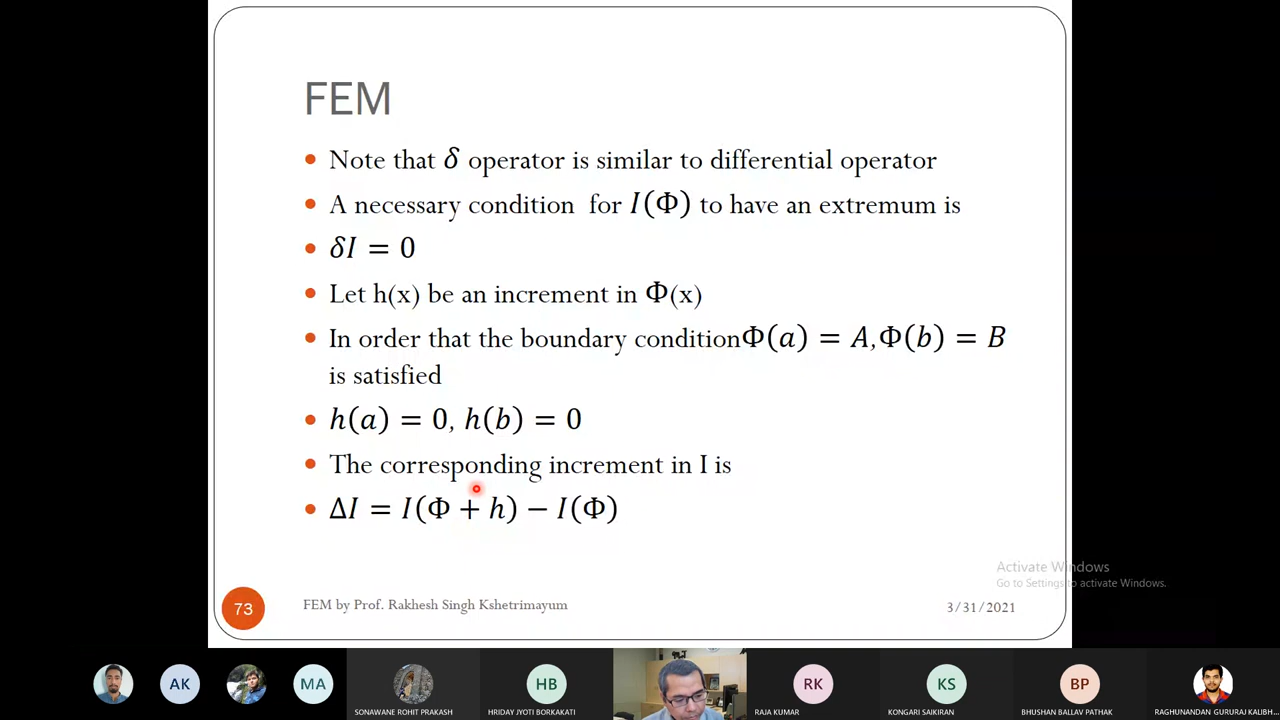 FEM
• Note that δ operator is similar to differential operator
• A necessary condition for I(Φ) to have an extremum is
• δI = 0
• Let h(x) be an increment in Φ(x)
• In order that the boundary conditionΦ(a) = A,Φ(b) = B
is satisfied
• h(a) = 0, h(b) = 0
• The corresponding increment in I is
• ΔI = I(Φ + h) − I(Φ)
Activate Windows
Go to Settings to activate Windows.
73
FEM by Prof. Rakhesh Singh Kshetrimayum
3/31/2021
AK
MA
HB
RK
KS
BP
SONAWANE ROHIT PRAKASH
HRIDAY JYOTI BORKAKATI
RAJA KUMAR
KONGARI SAIKIRAN
BHUSHAN BALLAV PATHAK
RAGHUNANDAN GURURAJ KALIBH...